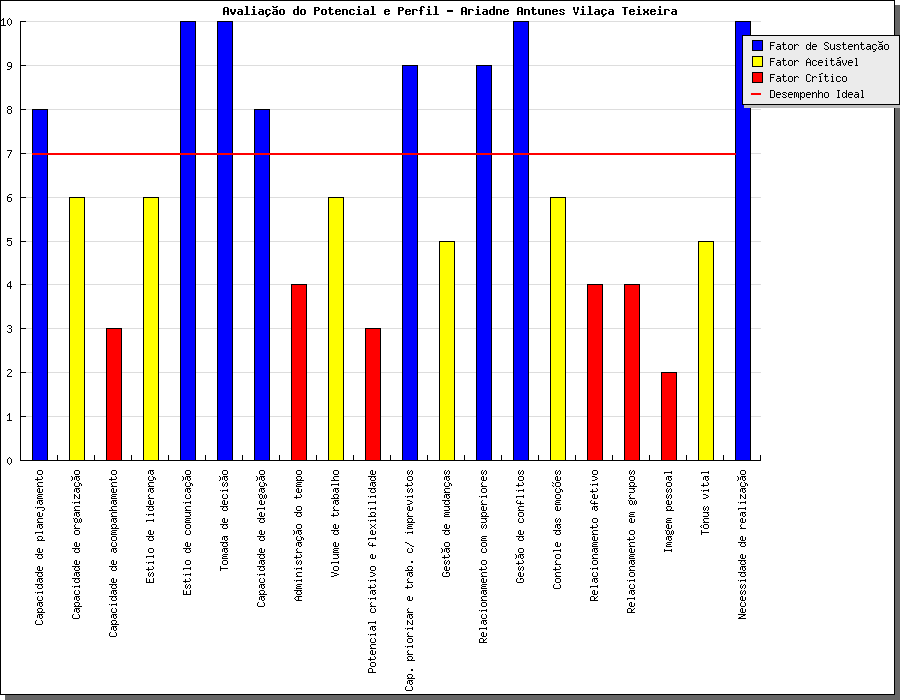 Avaliação do Potencial e Perfil - Ariadne Antunes Vilaça Teixeira
10
9
8
7
6
5
4
3
2
1
0
Fator de Sustentação
Fator Aceitável
Fator Crítico
Desempenho Ideal
Capacidade de planejamento
Capacidade de organização
Capacidade de acompanhamento
Estilo de liderança
Estilo de comunicação
Tomada de decisão
Capacidade de delegação
Administração do tempo
Volume de trabalho
Potencial criativo e flexibilidade
Cap. priorizar e trab. c/ imprevistos
Gestão de mudanças
Relacionamento com superiores
Gestão de conflitos
Controle das emoções
Relacionamento afetivo
Relacionamento em grupos
Imagem pessoal
Tônus vital
Necessidade de realização